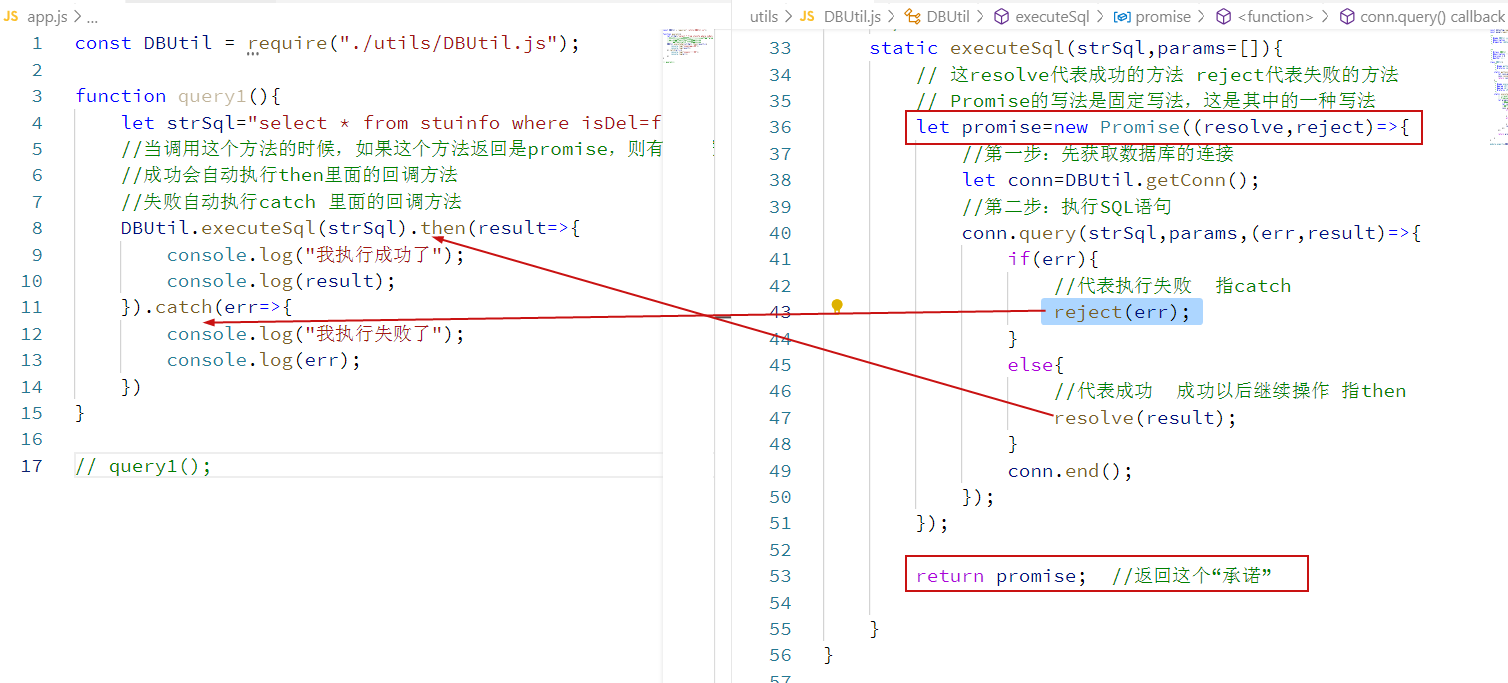 JS app.js > ...
1 const DBUtil = require("./utils/DBUtil.js");
2
3 function query1(){
4 let strSql="select * from stuinfo where isDel=f
5 //当调用这个方法的时候，如果这个方法返回是promise，则有
6 //成功会自动执行then里面的回调方法
7 //失败自动执行catch 里面的回调方法
8 DBUtil.executeSql(strSql).then(result=>{
9 console.log("我执行成功了");
10 console.log(result);
11 }).catch(err=>{
12 console.log("我执行失败了");
13 console.log(err);
14 })
15 }
16
17 // query1();
utils > JS DBUtil.js > DBUtil > executeSql > promise > <function> > conn.query() callback
33 static executeSql(strSql,params=[]){
34 // 这resolve代表成功的方法 reject代表失败的方法
35 // Promise的写法是固定写法，这是其中的一种写法
36 let promise=new Promise((resolve,reject)=>{
37 //第一步：先获取数据库的连接
38 let conn=DBUtil.getConn();
39 //第二步：执行SQL语句
40 conn.query(strSql,params,(err,result)=>{
41 if(err){
42 //代表执行失败 指catch
43 reject(err);
44 }
45 else{
46 //代表成功 成功以后继续操作 指then
47 resolve(result);
48 }
49 conn.end();
50 });
51 });
52
53 return promise; //返回这个“承诺”
54
55 }
56 }
57